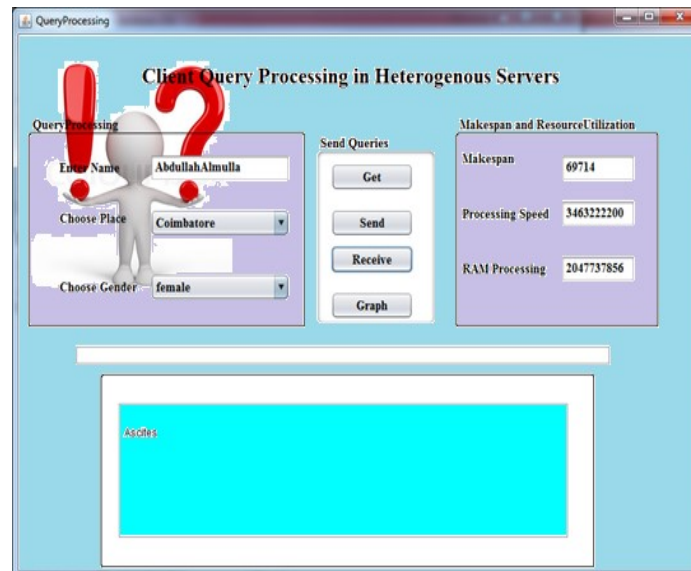 QueryProcessing
Client Query Processing in Heterogenous Servers
QueryProcessing
Enter Name AbdullahAlmulla
Choose Place Coimbatore
Choose Gender female
Send Queries
Get
Send
Receive
Graph
Makespan and ResourceUtilization
Makespan 69714
Processing Speed 3463222200
RAM Processing 2047737856
Ascites